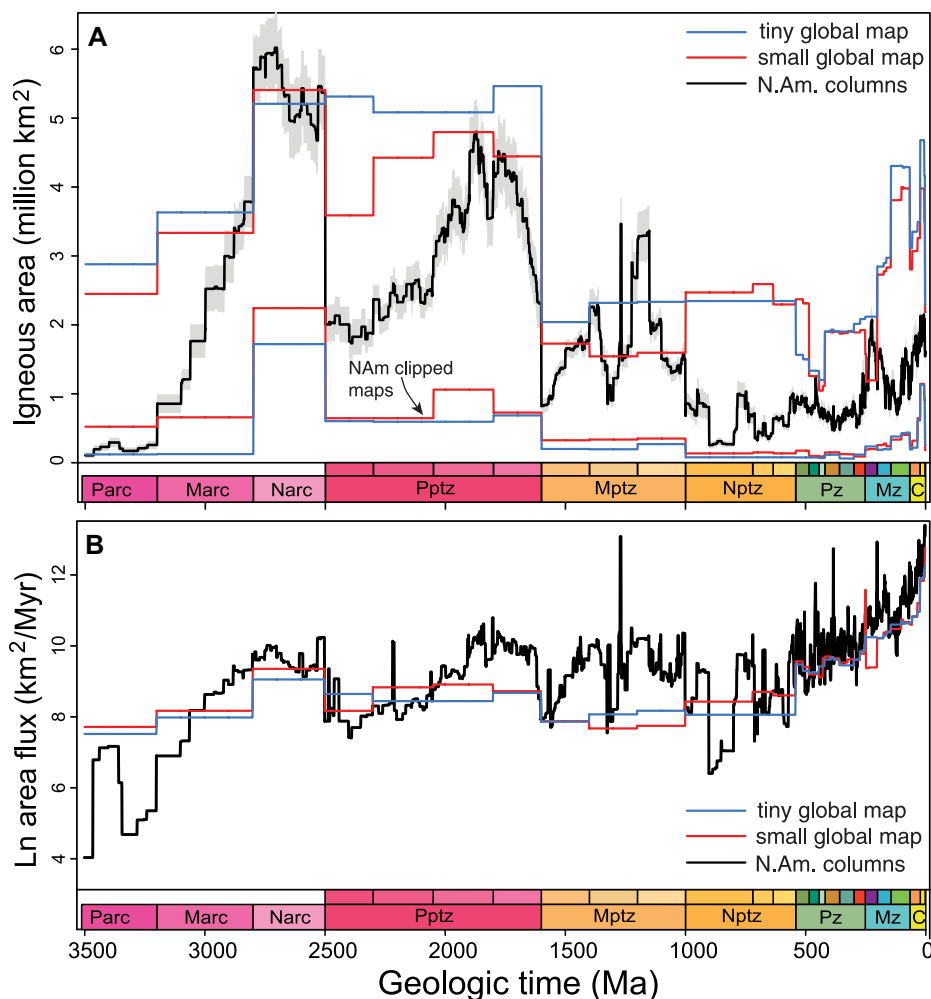 A
tiny global map
small global map
N.Am. columns
Igneous area (million km²)
6
5
4
3
2
1
0
NAm clipped
maps
Parc Marc Narc Pptz Mptz Nptz Pz Mz C
B
Ln area flux (km²/Myr)
12
10
8
6
4
tiny global map
small global map
N.Am. columns
Parc Marc Narc Pptz Mptz Nptz Pz Mz C
3500 3000 2500 2000 1500 1000 500 0
Geologic time (Ma)